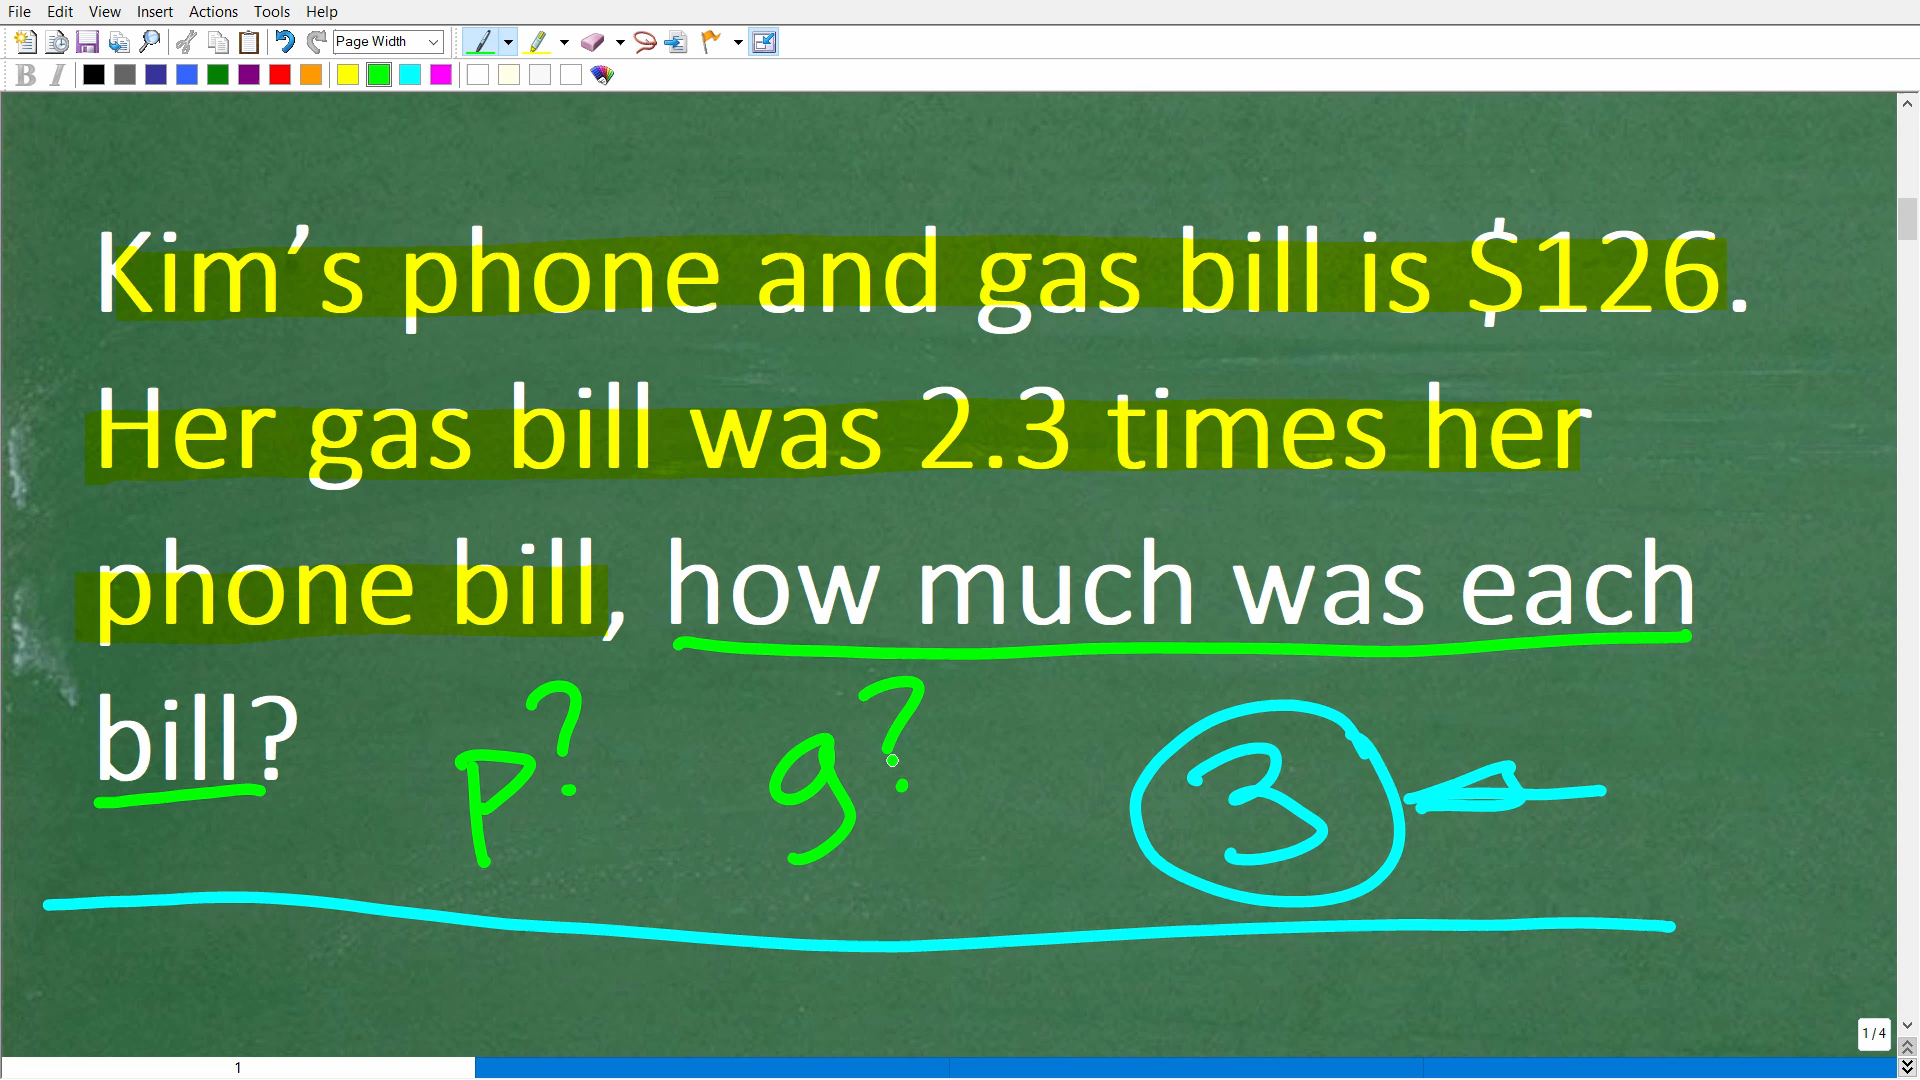 File Edit View Insert Actions Tools Help
Page Width
B I
Kim’s phone and gas bill is $126.
Her gas bill was 2.3 times her
phone bill, how much was each
bill? p? g? 3
1 / 4
1